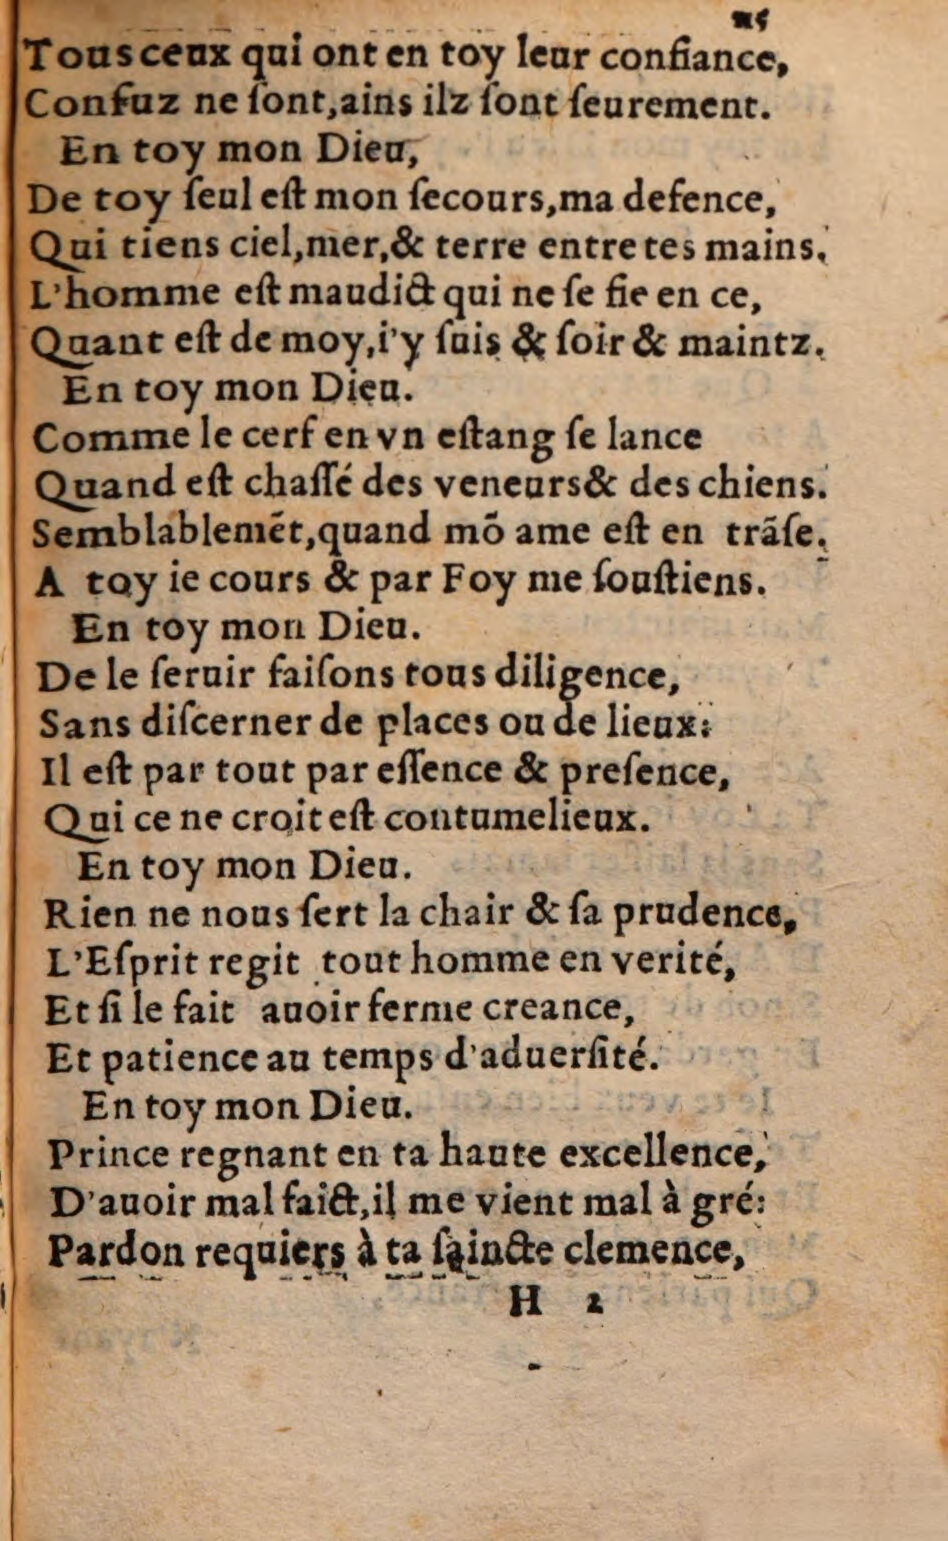 Tous ceux qui ont en toy leur confiance,
Confuz ne ſont,ains ilz ſont ſeurement.
En toy mon Dieu,
De toy ſeul eſt mon ſecours,ma defence,
Qui tiens ciel,mer,& terre entre tes mains.
L'homme eſt maudict qui ne ſe fie en ce,
Quant eſt de moy,i'y ſuis & ſoir & maintz.
En toy mon Dieu.
Comme le cerf en vn eſtang ſe lance
Quand eſt chaſſé des veneurs& des chiens.
Semblablemēt,quand mō ame eſt en trãſe.
A toy ie cours & par Foy me ſouſtiens.
En toy mon Dieu.
De le ſeruir faiſons tous diligence,
Sans diſcerner de places ou de lieux:
Il eſt par tout par eſſence & preſence,
Qui ce ne croit eſt contumelieux.
En toy mon Dieu.
Rien ne nous ſert la chair & ſa prudence,
L'Eſprit regit tout homme en verité,
Et ſi le fait auoir ferme creance,
Et patience au temps d'aduerſité.
En toy mon Dieu.
Prince regnant en ta haute excellence,
D'auoir mal faict,il me vient mal à gré:
Pardon requiers à ta ſaincte clemence,
H 2